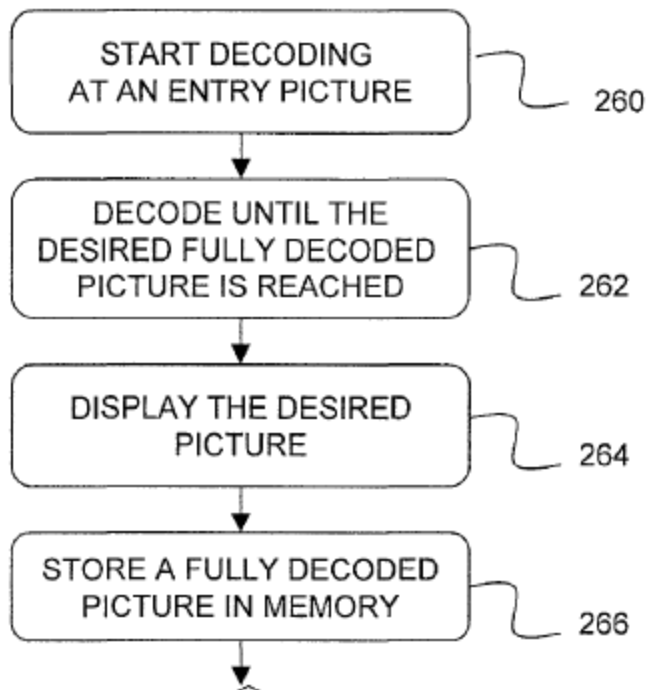 START DECODING
AT AN ENTRY PICTURE
260
DECODE UNTIL THE
DESIRED FULLY DECODED
PICTURE IS REACHED
262
DISPLAY THE DESIRED
PICTURE
264
STORE A FULLY DECODED
PICTURE IN MEMORY
266